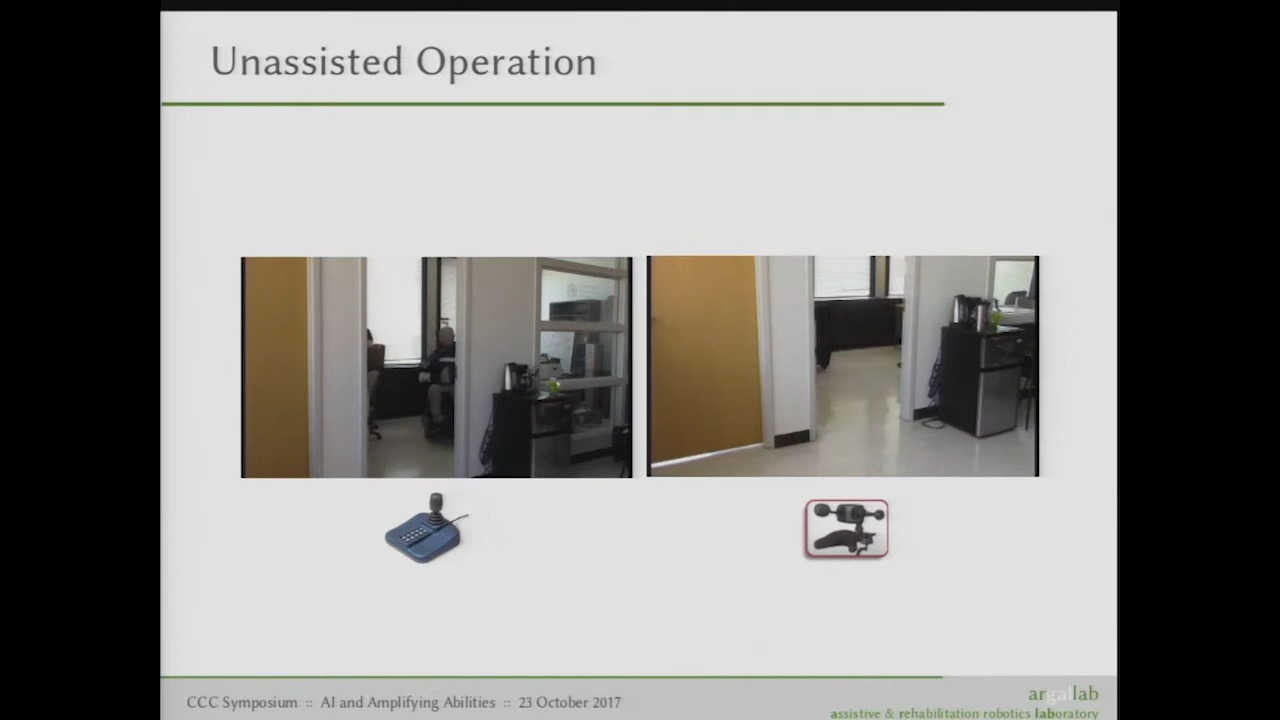 Unassisted Operation
CCC Symposium :: AI and Amplifying Abilities :: 23 October 2017
argallab
assistive & rehabilitation robotics laboratory